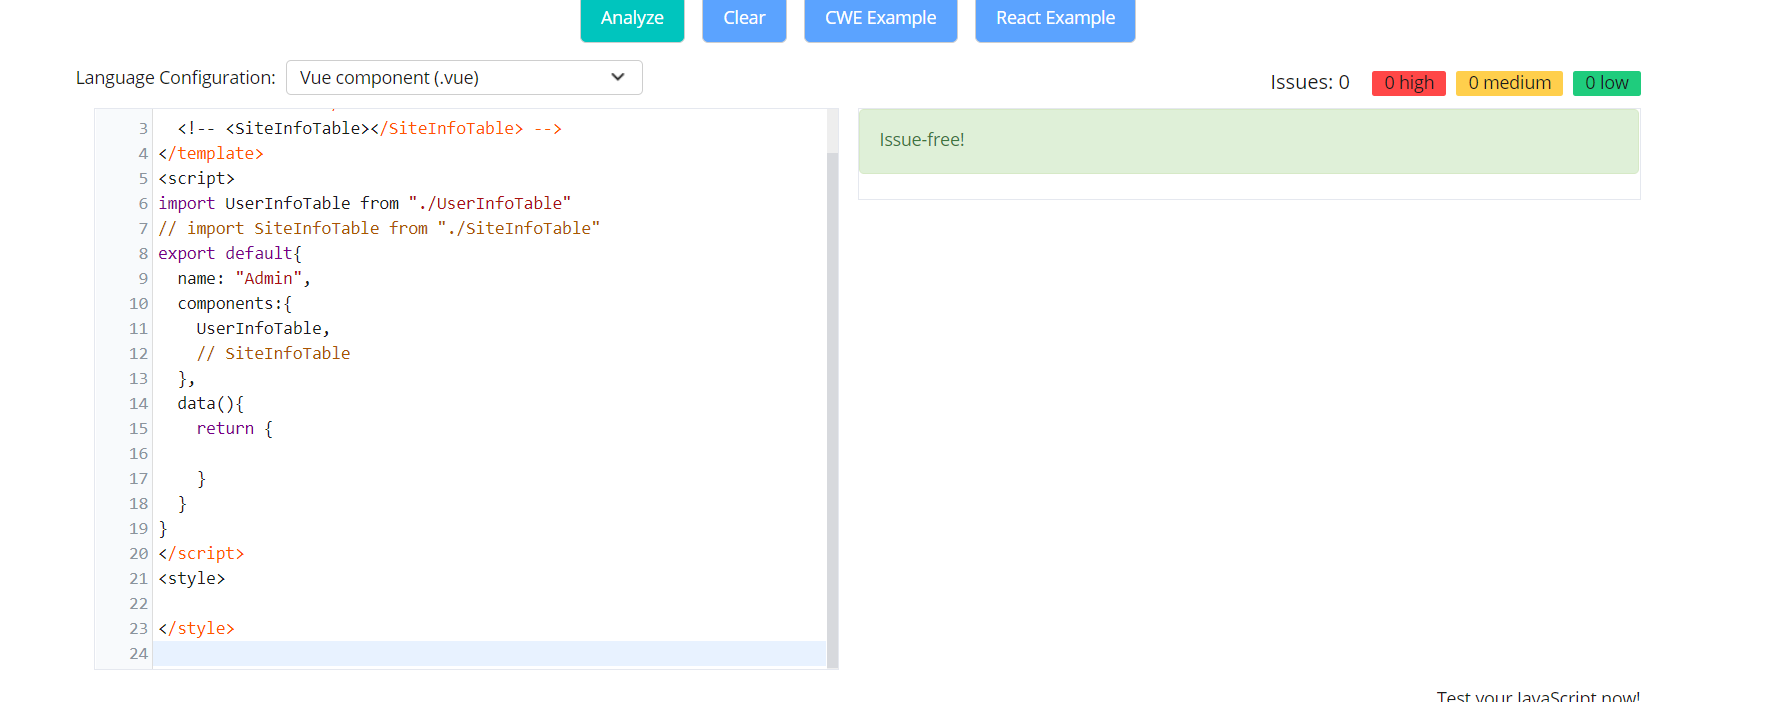 Analyze Clear CWE Example React Example
Language Configuration: Vue component (.vue)
Issues: 0 0 high 0 medium 0 low
3 <!-- <SiteInfoTable></SiteInfoTable> -->
4 </template>
5 <script>
6 import UserInfoTable from "./UserInfoTable"
7 // import SiteInfoTable from "./SiteInfoTable"
8 export default{
9 name: "Admin",
10 components:{
11 UserInfoTable,
12 // SiteInfoTable
13 },
14 data(){
15 return {
16
17 }
18 }
19 }
20 </script>
21 <style>
22
23 </style>
24
Issue-free!
Test your JavaScript now!